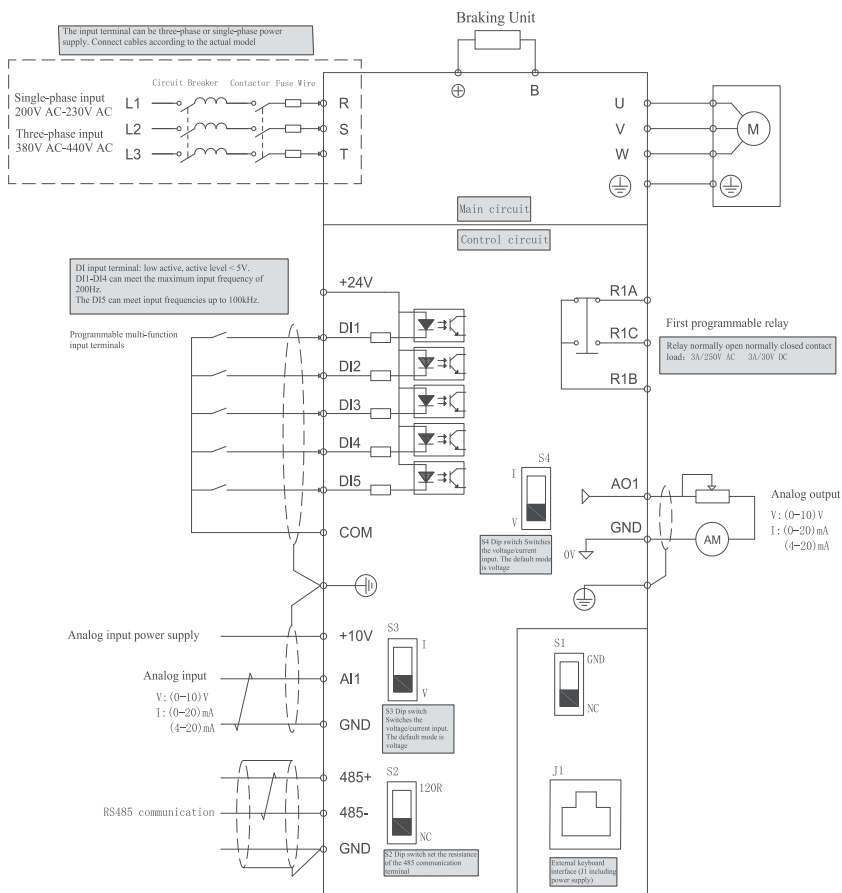 Braking Unit
The input terminal can be three-phase or single-phase power
supply. Connect cables according to the actual model
Circuit Breaker Contactor Fuse Wire
Single-phase input
200V AC-230V AC
Three-phase input
380V AC-440V AC
L1
L2
L3
R
S
T
⊕
B
U
V
W
M
Main circuit
Control circuit
DI input terminal: low active, active level < 5V.
DI1-DI4 can meet the maximum input frequency of
200Hz.
The DI5 can meet input frequencies up to 100kHz.
Programmable multi-function
input terminals
+24V
DI1
DI2
DI3
DI4
DI5
COM
R1A
R1C
R1B
First programmable relay
Relay normally open normally closed contact
load: 3A/250V AC 3A/30V DC
S4
I
V
S4 Dip switch Switches
the voltage/current
input. The default mode
is voltage
AO1
GND
0V
AM
Analog output
V:(0-10)V
I:(0-20)mA
(4-20)mA
Analog input power supply
+10V
Analog input
V:(0-10)V
I:(0-20)mA
(4-20)mA
AI1
GND
S3
I
V
S3 Dip switch
Switches the
voltage/current input.
The default mode is
voltage
RS485 communication
485+
485-
GND
S2
120R
NC
S2 Dip switch set the resistance
of the 485 communication
terminal
S1
GND
NC
J1
External keyboard
interface (J1 including
power supply)